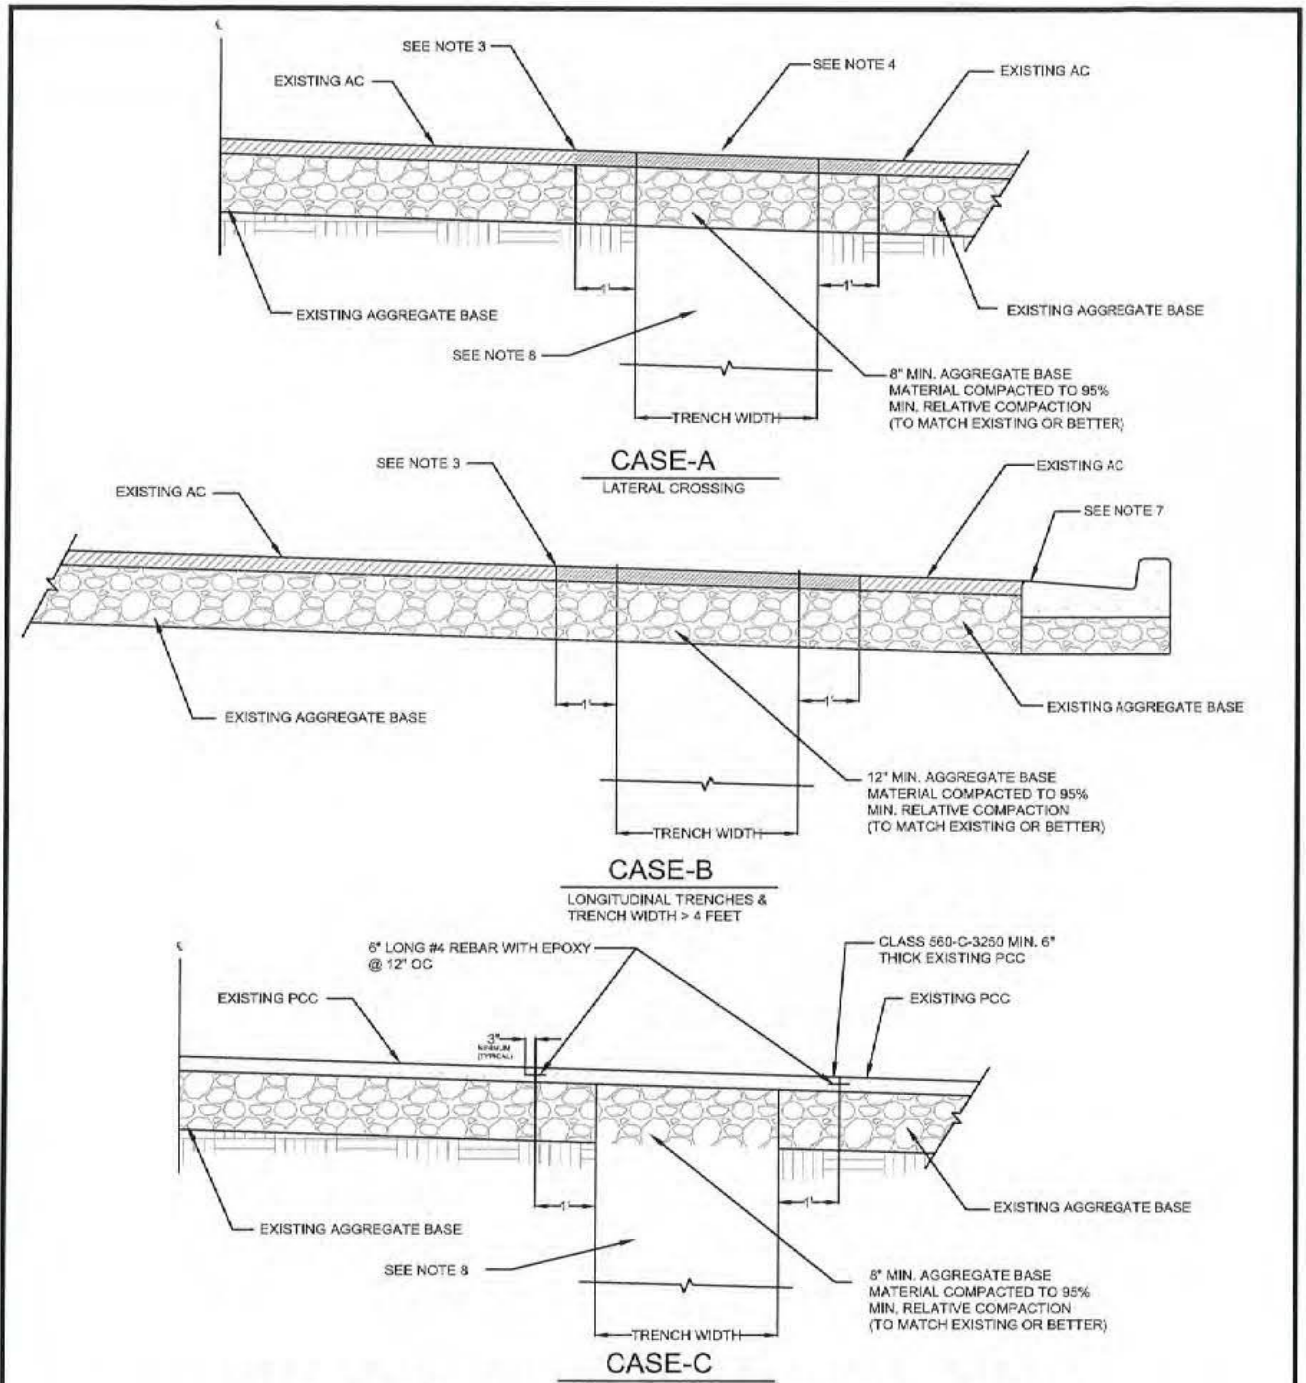 ℄
SEE NOTE 3
SEE NOTE 4
EXISTING AC
EXISTING AC
1'
1'
EXISTING AGGREGATE BASE
EXISTING AGGREGATE BASE
SEE NOTE 8
8" MIN. AGGREGATE BASE
MATERIAL COMPACTED TO 95%
MIN. RELATIVE COMPACTION
(TO MATCH EXISTING OR BETTER)
TRENCH WIDTH
CASE-A
LATERAL CROSSING
SEE NOTE 3
EXISTING AC
EXISTING AC
SEE NOTE 7
1'
1'
EXISTING AGGREGATE BASE
EXISTING AGGREGATE BASE
12" MIN. AGGREGATE BASE
MATERIAL COMPACTED TO 95%
MIN. RELATIVE COMPACTION
(TO MATCH EXISTING OR BETTER)
TRENCH WIDTH
CASE-B
LONGITUDINAL TRENCHES &
TRENCH WIDTH > 4 FEET
℄
6" LONG #4 REBAR WITH EPOXY
@ 12" OC
CLASS 560-C-3250 MIN. 6"
THICK EXISTING PCC
EXISTING PCC
EXISTING PCC
3"
MINIMUM
(TYPICAL)
1'
1'
EXISTING AGGREGATE BASE
EXISTING AGGREGATE BASE
SEE NOTE 8
8" MIN. AGGREGATE BASE
MATERIAL COMPACTED TO 95%
MIN. RELATIVE COMPACTION
(TO MATCH EXISTING OR BETTER)
TRENCH WIDTH
CASE-C